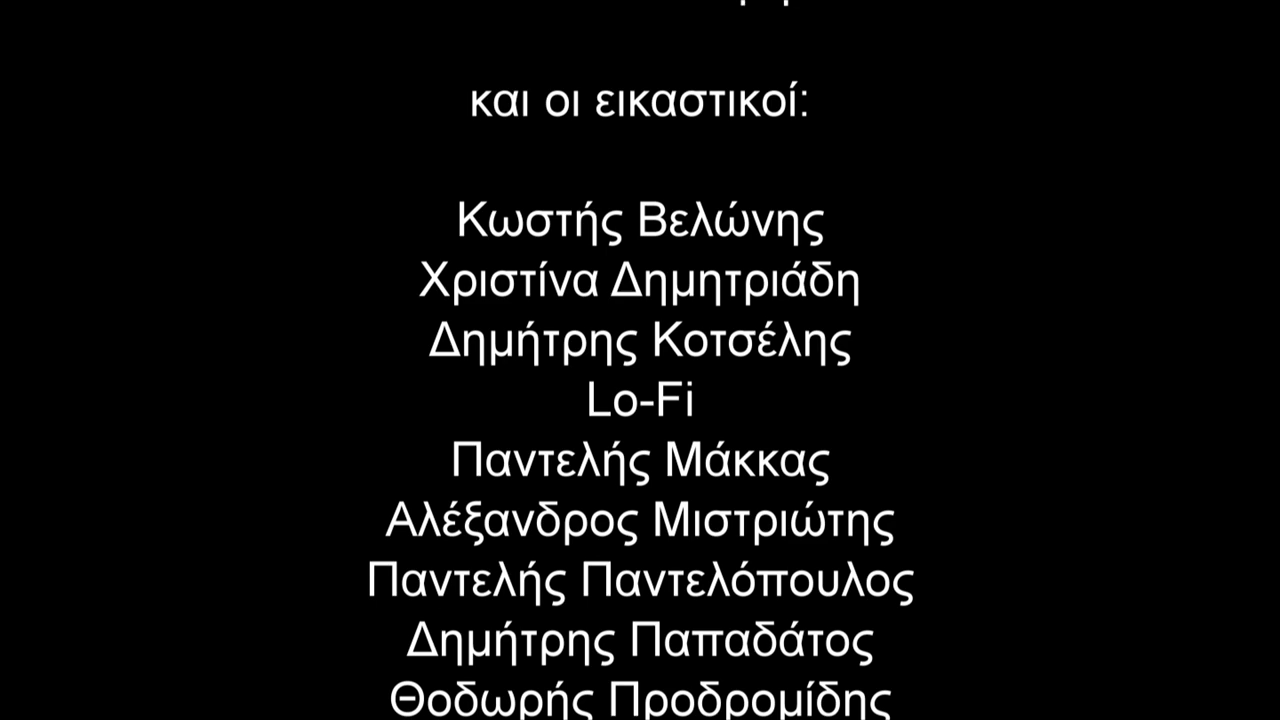 και οι εικαστικοί:
Κωστής Βελώνης
Χριστίνα Δημητριάδη
Δημήτρης Κοτσέλης
Lo-Fi
Παντελής Μάκκας
Αλέξανδρος Μιστριώτης
Παντελής Παντελόπουλος
Δημήτρης Παπαδάτος
Θοδωρής Προδρομίδης